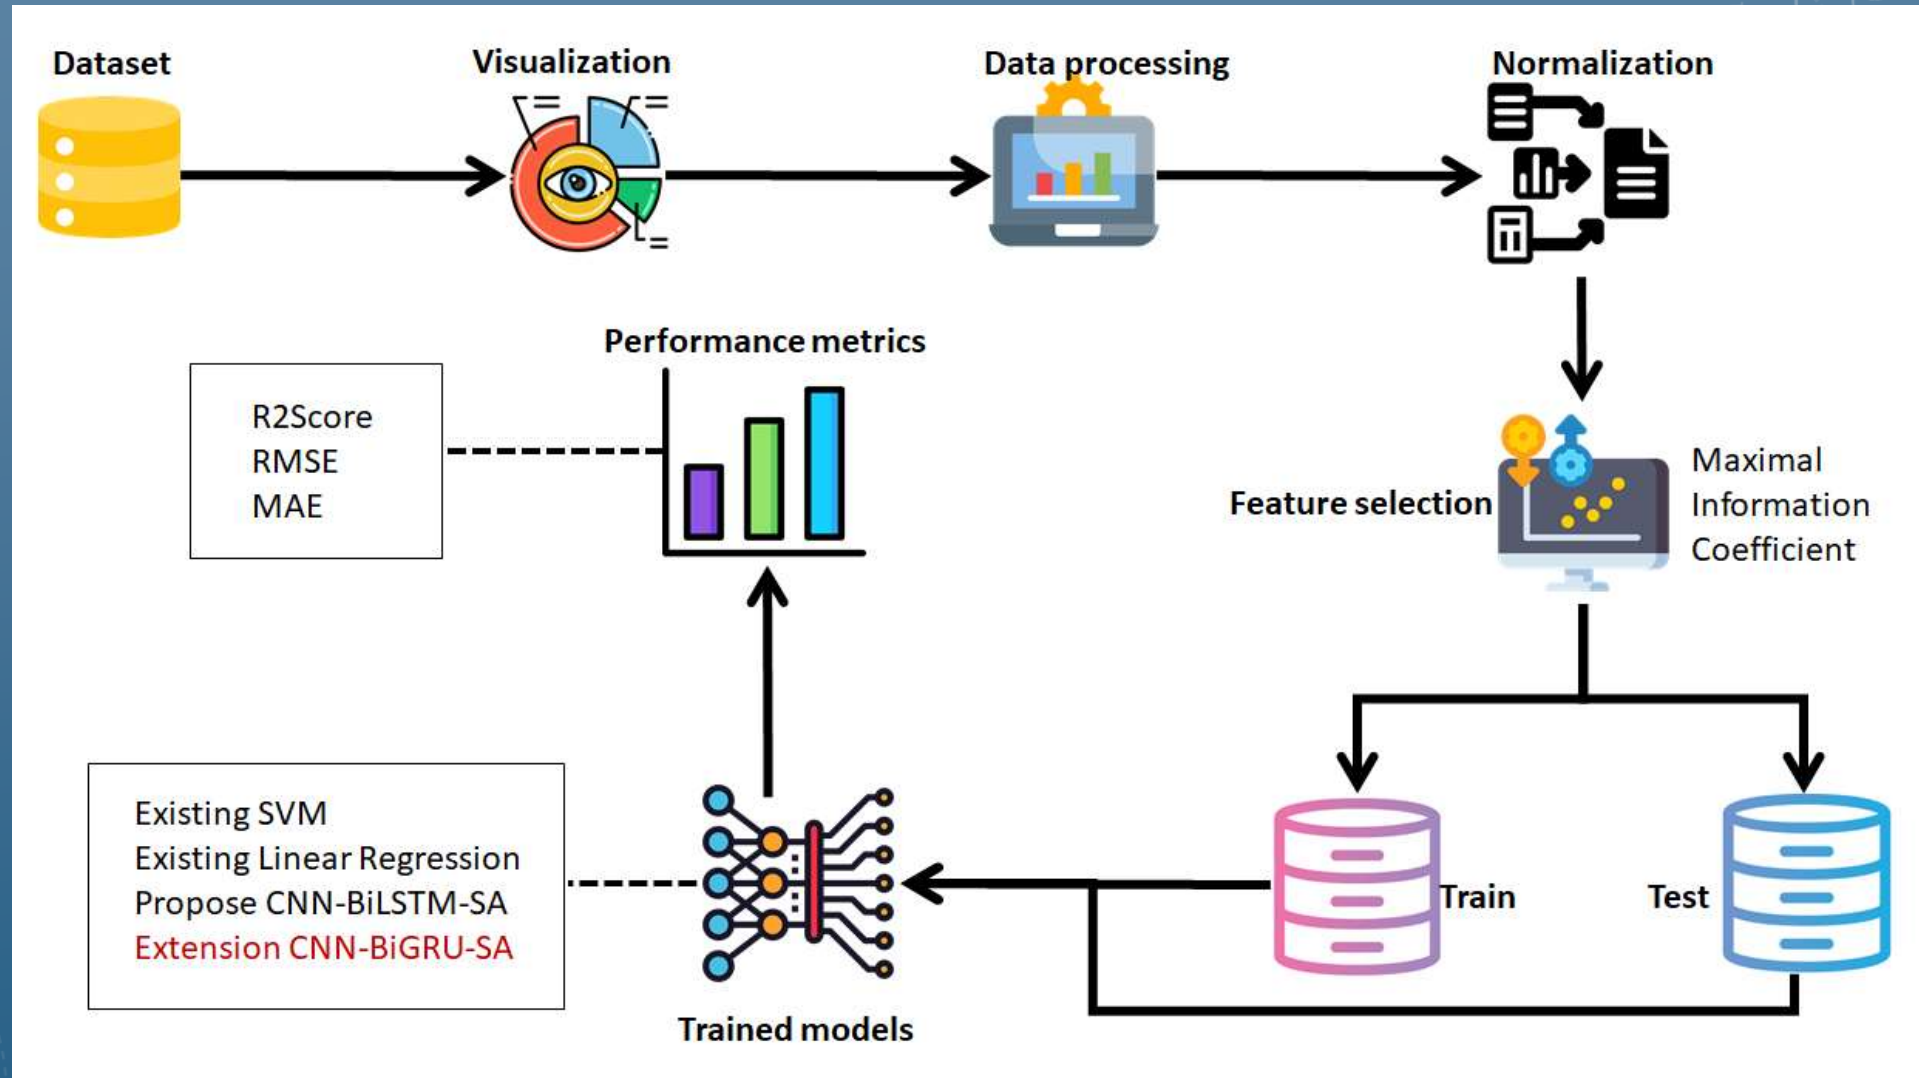 Dataset
Visualization
Data processing
Normalization
Performance metrics
R2Score
RMSE
MAE
Feature selection
Maximal
Information
Coefficient
Existing SVM
Existing Linear Regression
Propose CNN-BiLSTM-SA
Extension CNN-BiGRU-SA
Train
Test
Trained models